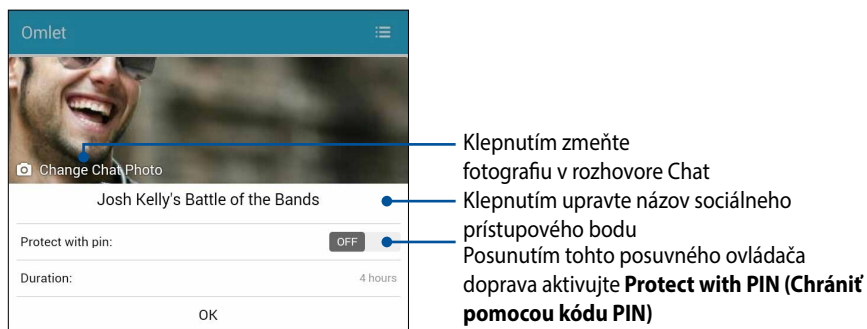 Omlet
Change Chat Photo
Josh Kelly's Battle of the Bands
Protect with pin:
OFF
Duration:
4 hours
OK
Klepnutím zmeňte
fotografiu v rozhovore Chat
Klepnutím upravte názov sociálneho
prístupového bodu
Posunutím tohto posuvného ovládača
doprava aktivujte Protect with PIN (Chrániť
pomocou kódu PIN)